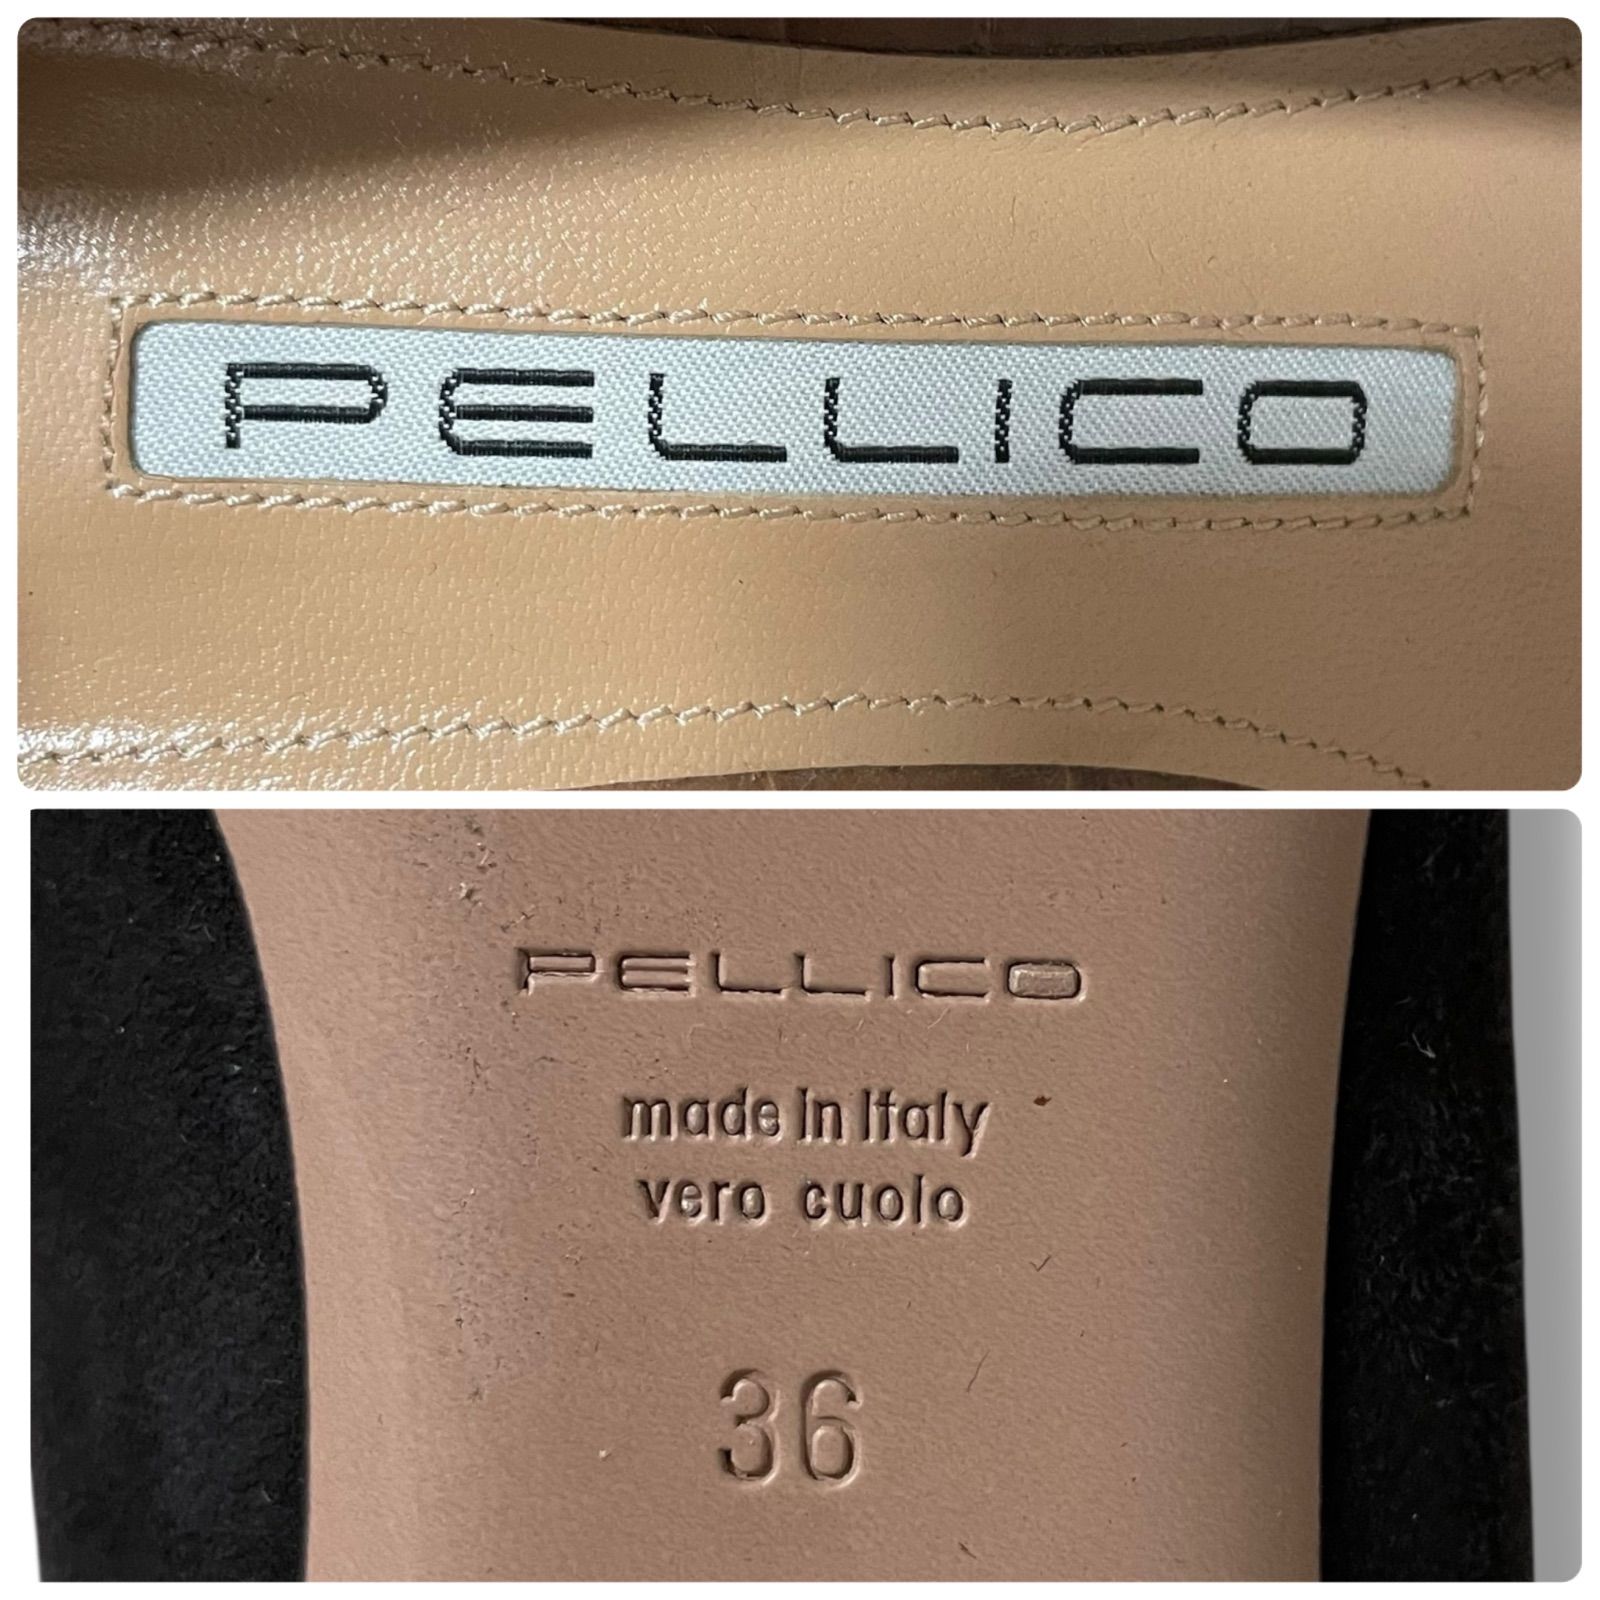 PELLICO
PELLICO
made in Italy
vero cuoio
36